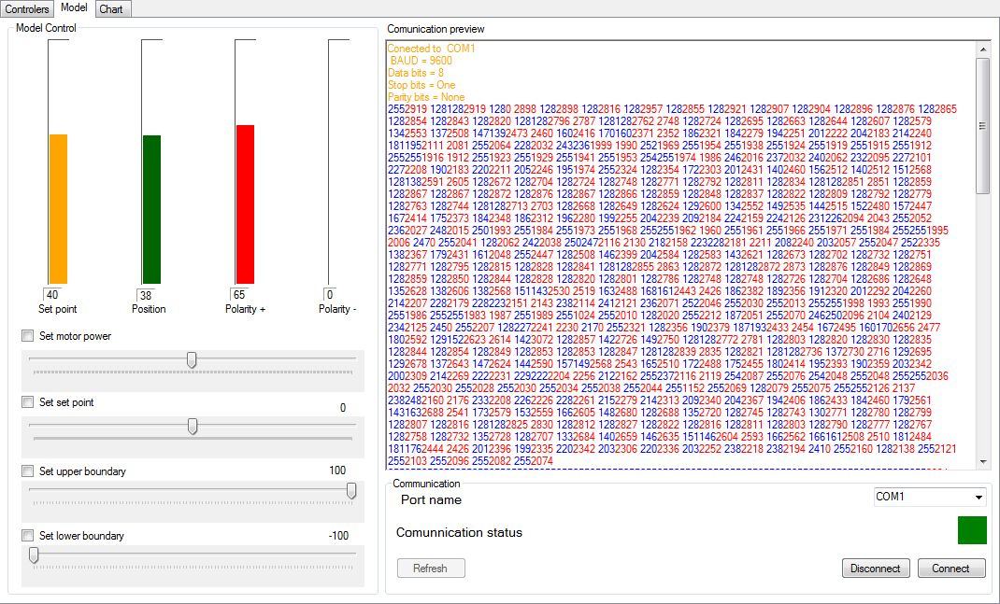 Controlers Model Chart
Model Control
40 38 65 0
Set point Position Polarity + Polarity -
Set motor power
Set set point 0
Set upper boundary 100
Set lower boundary -100
Comunication preview
Conected to COM1
BAUD = 9600
Data bits = 8
Stop bits = One
Parity bits = None
2552919 1281282919 1280 2898 1282898 1282816 1282957 1282855 1282921 1282907 1282904 1282896 1282876 1282865
1282854 1282843 1282820 1281282796 2787 1281282762 2748 1282724 1282695 1282663 1282644 1282607 1282579
1342553 1372508 1471392473 2460 1602416 1701602371 2352 1862321 1842279 1942251 2012222 2042183 2142240
1811952111 2081 2552064 2282032 2432361999 1990 2521969 2551954 2551938 2551924 2551919 2551915 2551912
2552551916 1912 2551923 2551929 2551941 2551953 2542551974 1986 2462016 2372032 2402062 2322095 2272101
2272208 1902183 2202211 2052246 1951974 2552324 1282354 1722303 2012431 1402460 1562512 1402512 1512568
1281382591 2605 1282672 1282704 1282724 1282748 1282771 1282792 1282811 1282834 1281282851 2851 1282859
1282867 1282867 1282872 1282876 1282867 1282866 1282859 1282848 1282837 1282822 1282809 1282792 1282779
1282763 1282744 1281282713 2703 1282668 1282649 1282624 1292600 1342552 1492535 1442515 1522480 1572447
1672414 1752373 1842348 1862312 1962280 1992255 2042239 2092184 2242159 2242126 2312262094 2043 2552052
2362027 2482015 2501993 2551984 2551973 2551968 2552551962 1960 2551961 2551966 2551971 2551984 2552551995
2006 2470 2552041 1282062 2422038 2502472116 2130 2182158 2232282181 2211 2082240 2032057 2552047 2522335
1382367 1792431 1612048 2552447 1282508 1462399 2042584 1282583 1432621 1282673 1282702 1282732 1282751
1282771 1282795 1282815 1282828 1282841 1281282855 2863 1282872 1281282872 2873 1282876 1282849 1282869
1282859 1282850 1282844 1282828 1282820 1282801 1282786 1282748 1282748 1282726 1282704 1282686 1282648
1352628 1382606 1382568 1511432530 2519 1632488 1681612443 2426 1862382 1892356 1912320 2012292 2042260
2142207 2282179 2282232151 2143 2382114 2412121 2362071 2522046 2552030 2552013 2552551998 1993 2551990
2551986 2552551983 1987 2551989 2551024 2552010 1282020 2552212 1872051 2552070 2462502096 2104 2402129
2342125 2450 2552207 1282272241 2230 2170 2552321 1282356 1902379 1871932433 2454 1672495 1601702656 2477
1802592 1291522623 2614 1423072 1282857 1422726 1492750 1281282772 2781 1282803 1282820 1282830 1282835
1282844 1282854 1282849 1282853 1282853 1282847 1281282839 2835 1282821 1281282736 1372730 2716 1292695
1292678 1372643 1472624 1442590 1571492568 2543 1652510 1722488 1752455 1802414 1952393 1902359 2032342
2002309 2142269 2222231 2292222204 2256 2122162 2552372116 2119 2542087 2552076 2542048 2552048 2552552036
2032 2552030 2552028 2552030 2552034 2552038 2552044 2551152 2552069 1282079 2552075 2552552126 2137
2382482160 2176 2332208 2262226 2282261 2152279 2142313 2092340 2042367 1942406 1862433 1842460 1792561
1431632688 2541 1732579 1532559 1662605 1482680 1282688 1352720 1282745 1282743 1302771 1282780 1282799
1282807 1282816 1281282825 2830 1282812 1282827 1282822 1282816 1282811 1282803 1282790 1282777 1282767
1282758 1282732 1352728 1282707 1332684 1402659 1462635 1511462604 2593 1662562 1661612508 2510 1812484
1811762444 2426 2012396 1992335 2202342 2032306 2202336 2032252 2382218 2382194 2410 2552160 1282138 2552121
2552103 2552096 2552082 2552074
Communication
Port name COM1
Comunnication status
Refresh Disconnect Connect